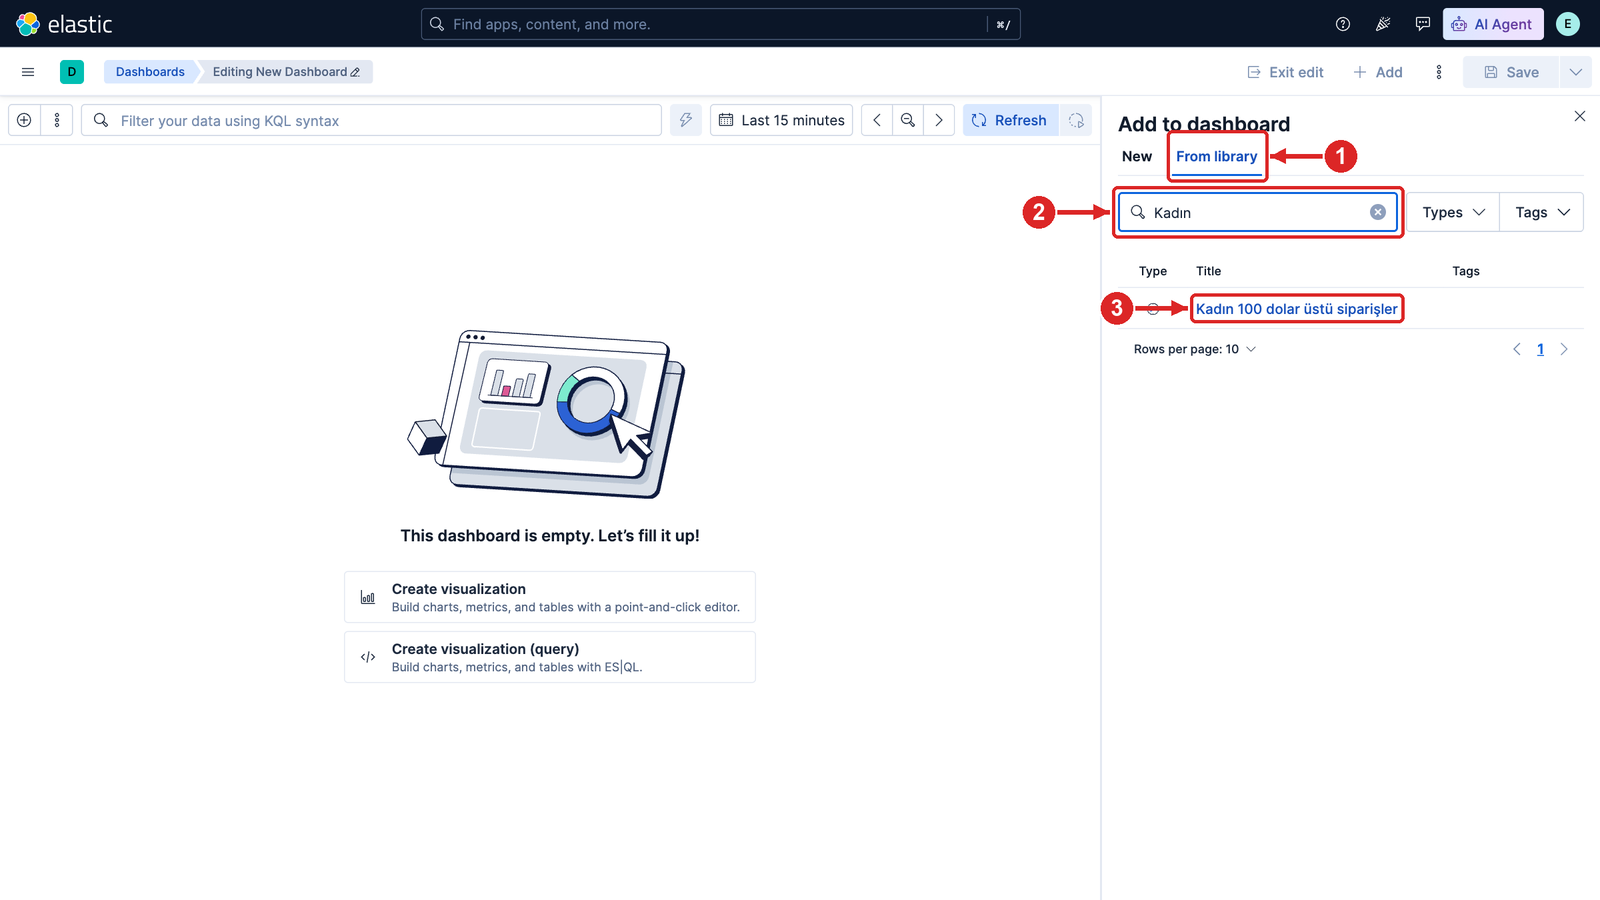 elastic
Find apps, content, and more.
⌘/
AI Agent
E
D
Dashboards
Editing New Dashboard
Exit edit
Add
Save
Filter your data using KQL syntax
Last 15 minutes
Refresh
Add to dashboard
New
From library
1
2
Kadın
Types
Tags
Type
Title
Tags
3
Kadın 100 dolar üstü siparişler
Rows per page: 10
1
This dashboard is empty. Let’s fill it up!
Create visualization
Build charts, metrics, and tables with a point-and-click editor.
Create visualization (query)
Build charts, metrics, and tables with ES|QL.